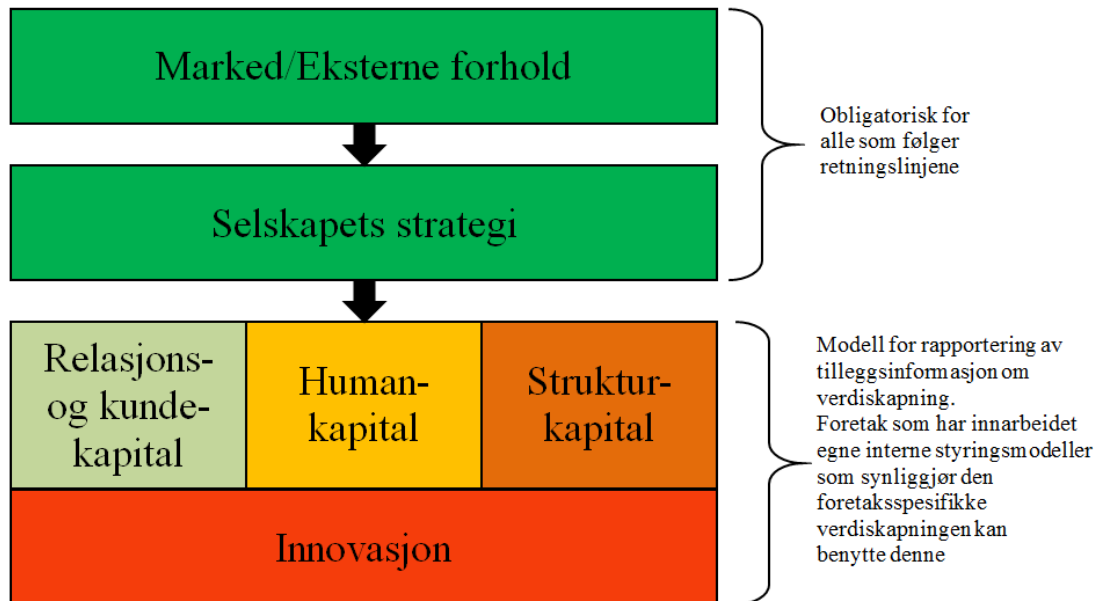 Marked/Eksterne forhold
Obligatorisk for
alle som følger
retningslinjene
Selskapets strategi
Relasjons-
og kunde-
kapital
Human-
kapital
Struktur-
kapital
Innovasjon
Modell for rapportering av
tilleggsinformasjon om
verdiskapning.
Foretak som har innarbeidet
egne interne styringsmodeller
som synliggjør den
foretaksspesifikke
verdiskapningen kan
benytte denne